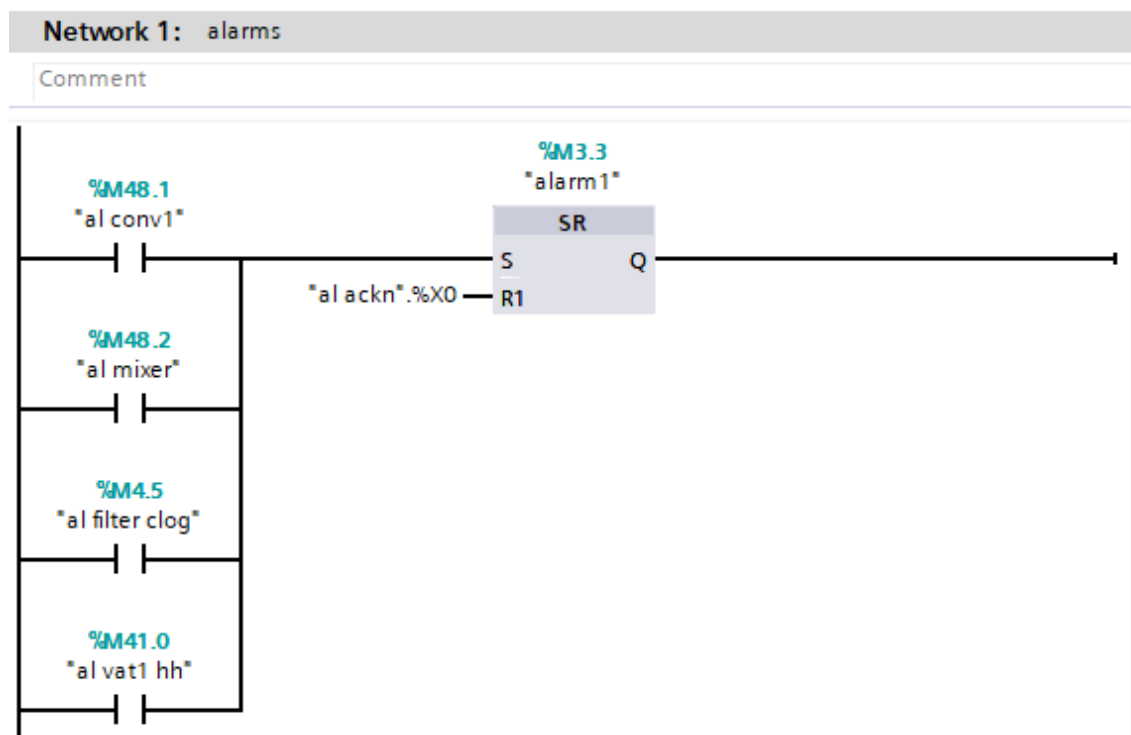 Network 1: alarms
Comment
%M3.3
"alarm1"
%M48.1
"al conv1"
SR
S Q
"al ackn".%X0 R1
%M48.2
"al mixer"
%M4.5
"al filter clog"
%M41.0
"al vat1 hh"